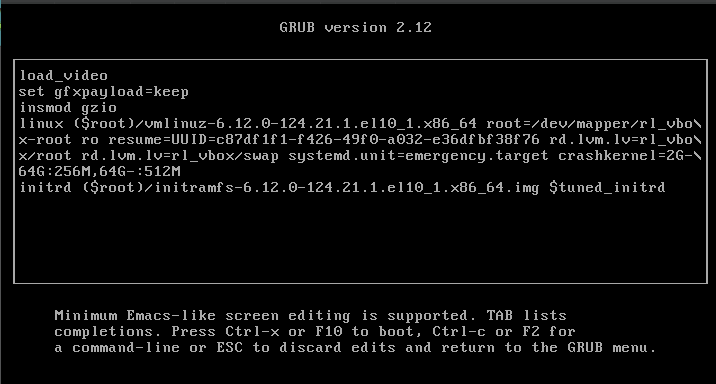 GRUB version 2.12
load_video
set gfxpayload=keep
insmod gzio
linux ($root)/vmlinuz-6.12.0-124.21.1.el10_1.x86_64 root=/dev/mapper/rl_vbo\
x-root ro resume=UUID=c87df1f1-f426-49f0-a032-e36dfbf38f76 rd.lvm.lv=rl_vbo\
x/root rd.lvm.lv=rl_vbox/swap systemd.unit=emergency.target crashkernel=2G-\
64G:256M,64G-:512M
initrd ($root)/initramfs-6.12.0-124.21.1.el10_1.x86_64.img $tuned_initrd
Minimum Emacs-like screen editing is supported. TAB lists
completions. Press Ctrl-x or F10 to boot, Ctrl-c or F2 for
a command-line or ESC to discard edits and return to the GRUB menu.